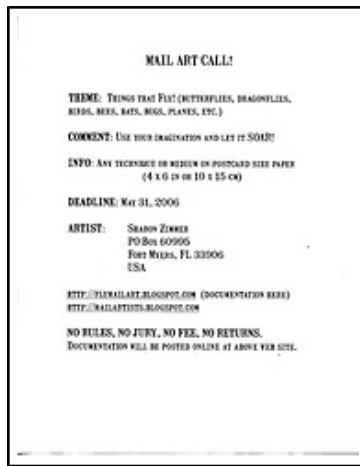 MAIL ART CALL!
THEME: THINGS THAT FLY! (BUTTERFLIES, DRAGONFLIES,
BIRDS, BEES, BATS, BUGS, PLANES, ETC.)
COMMENT: USE YOUR IMAGINATION AND LET IT SOAR!
INFO: ANY TECHNIQUE OR MEDIUM ON POSTCARD SIZE PAPER
(4 X 6 IN OR 10 X 15 CM)
DEADLINE: MAY 31, 2006
ARTIST: SHARON ZIMMER
PO BOX 60995
FORT MYERS, FL 33906
USA
HTTP://FLEMAILART.BLOGSPOT.COM (DOCUMENTATION HERE)
HTTP://MAILARTISTS.BLOGSPOT.COM
NO RULES, NO JURY, NO FEE, NO RETURNS.
DOCUMENTATION WILL BE POSTED ONLINE AT ABOVE WEB SITE.